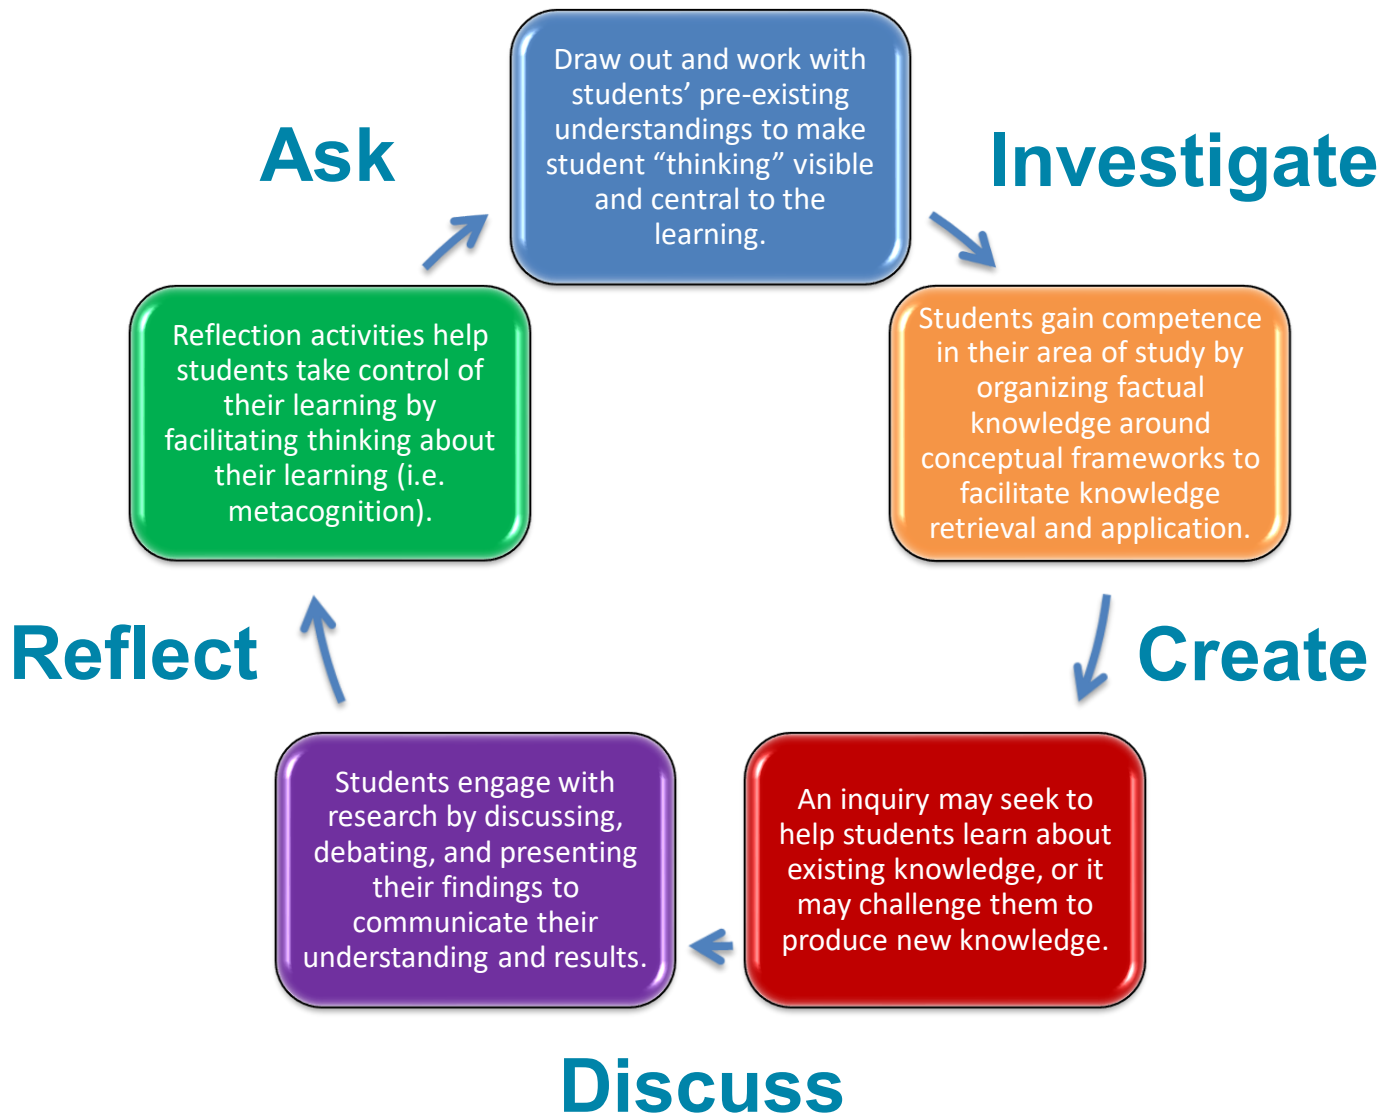 Ask
Draw out and work with
students’ pre-existing
understandings to make
student “thinking” visible
and central to the
learning.
Investigate
Students gain competence
in their area of study by
organizing factual
knowledge around
conceptual frameworks to
facilitate knowledge
retrieval and application.
Create
An inquiry may seek to
help students learn about
existing knowledge, or it
may challenge them to
produce new knowledge.
Discuss
Students engage with
research by discussing,
debating, and presenting
their findings to
communicate their
understanding and results.
Reflect
Reflection activities help
students take control of
their learning by
facilitating thinking about
their learning (i.e.
metacognition).